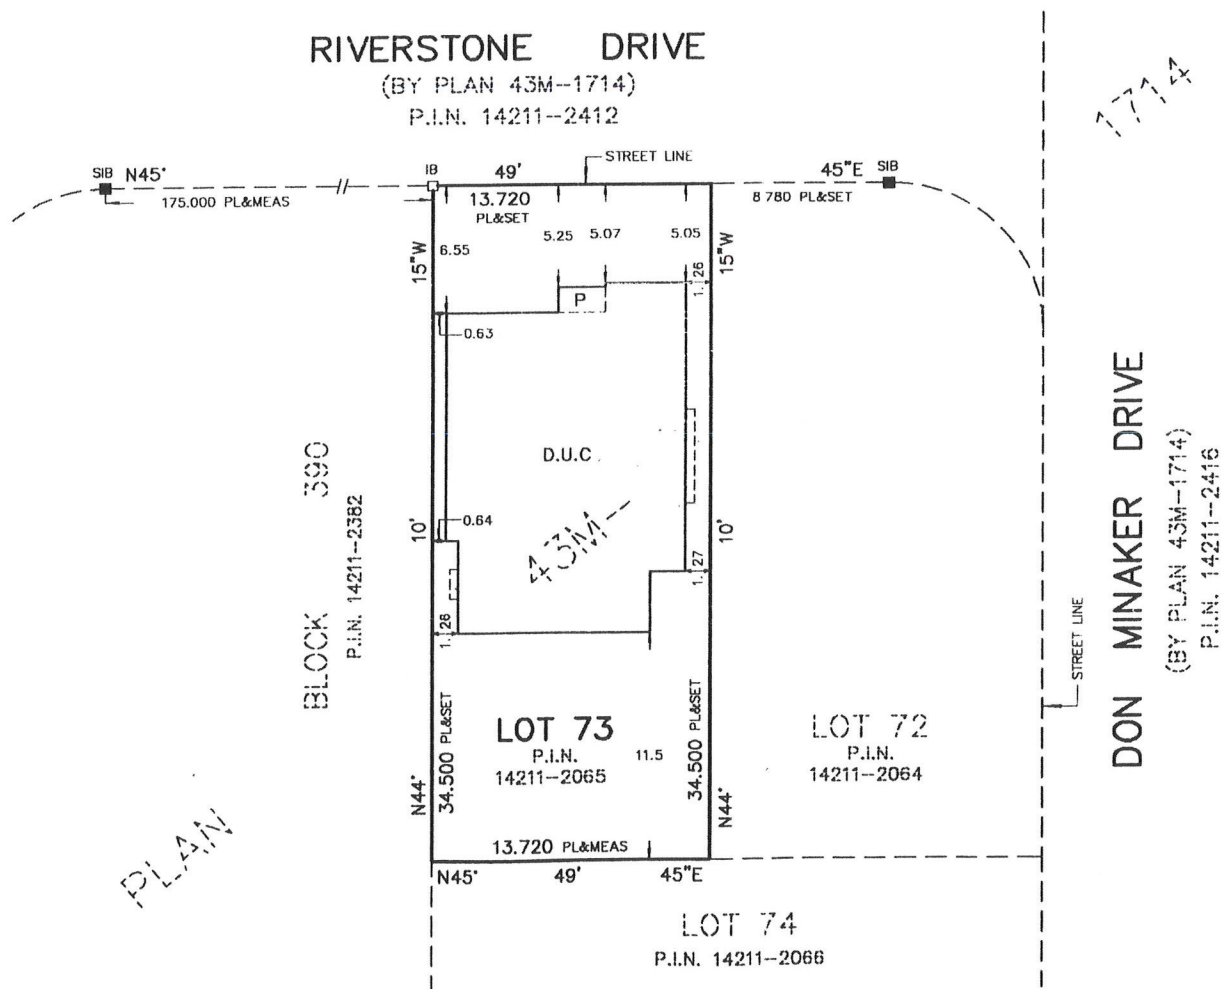 RIVERSTONE DRIVE
(BY PLAN 43M--1714)
P.I.N. 14211--2412
1714
SIB N45°
IB
49'
STREET LINE
45"E SIB
175.000 PL&MEAS
13.720
PL&SET
8 780 PL&SET
15"W
6.55
5.25
5.07
5.05
15"W
1.26
P
0.63
D.U.C
BLOCK 390
P.I.N. 14211--2382
10'
0.64
43M
10'
1.27
1.26
DON MINAKER DRIVE
(BY PLAN 43M--1714)
P.I.N. 14211--2416
STREET LINE
N44°
34.500 PL&SET
LOT 73
P.I.N.
14211--2065
11.5
34.500 PL&SET
N44°
LOT 72
P.I.N.
14211--2064
PLAN
13.720 PL&MEAS
N45° 49' 45"E
LOT 74
P.I.N. 14211--2066